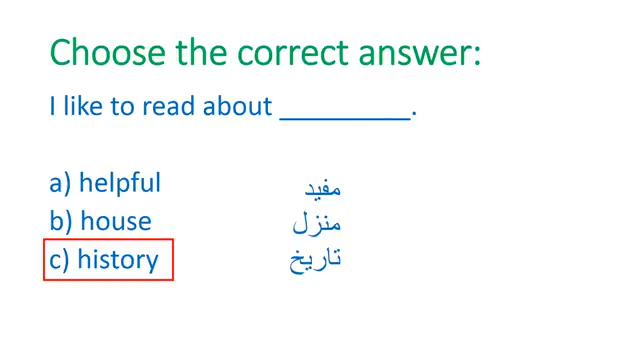 Choose the correct answer:
I like to read about _________.
a) helpful مفيد
b) house منزل
c) history تاريخ